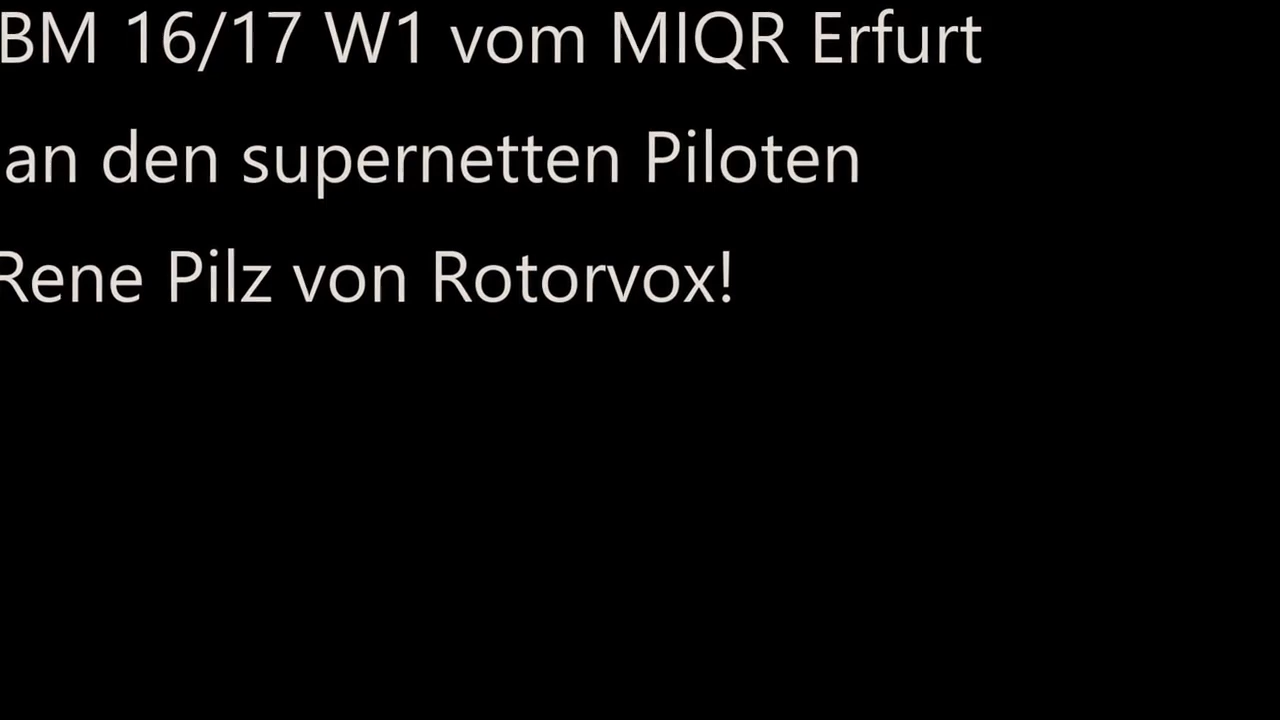 BM 16/17 W1 vom MIQR Erfurt
an den supernetten Piloten
Rene Pilz von Rotorvox!